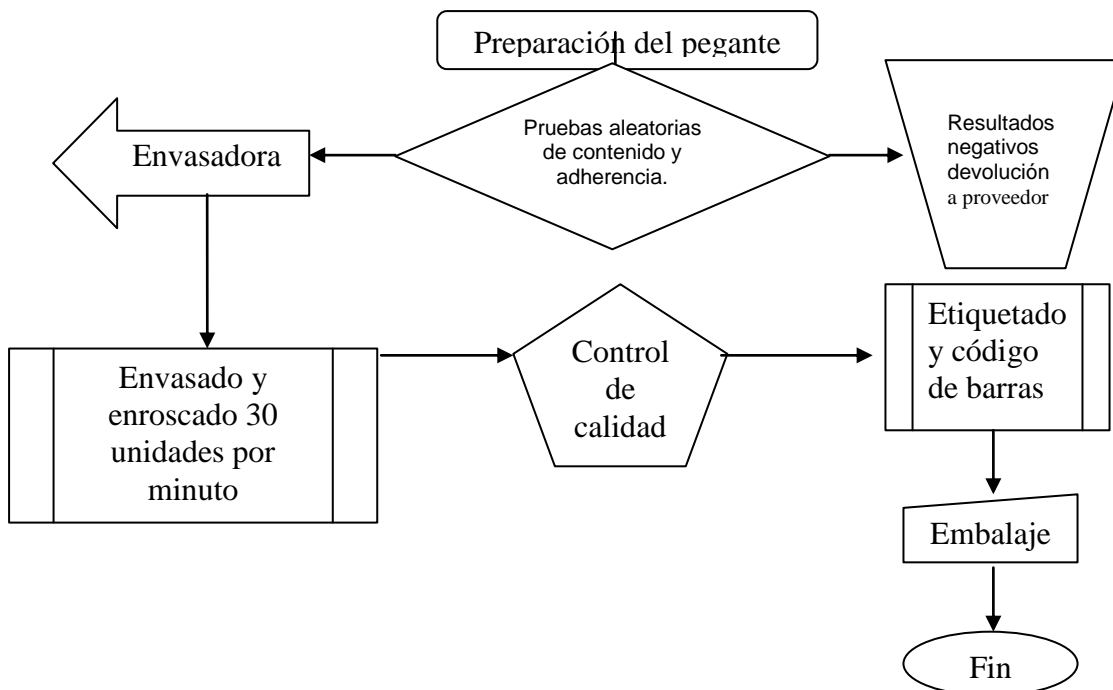 Preparación del pegante
Pruebas aleatorias
de contenido y
adherencia.
Envasadora
Resultados
negativos
devolución
a proveedor
Envasado y
enroscado 30
unidades por
minuto
Control
de
calidad
Etiquetado
y código
de barras
Embalaje
Fin